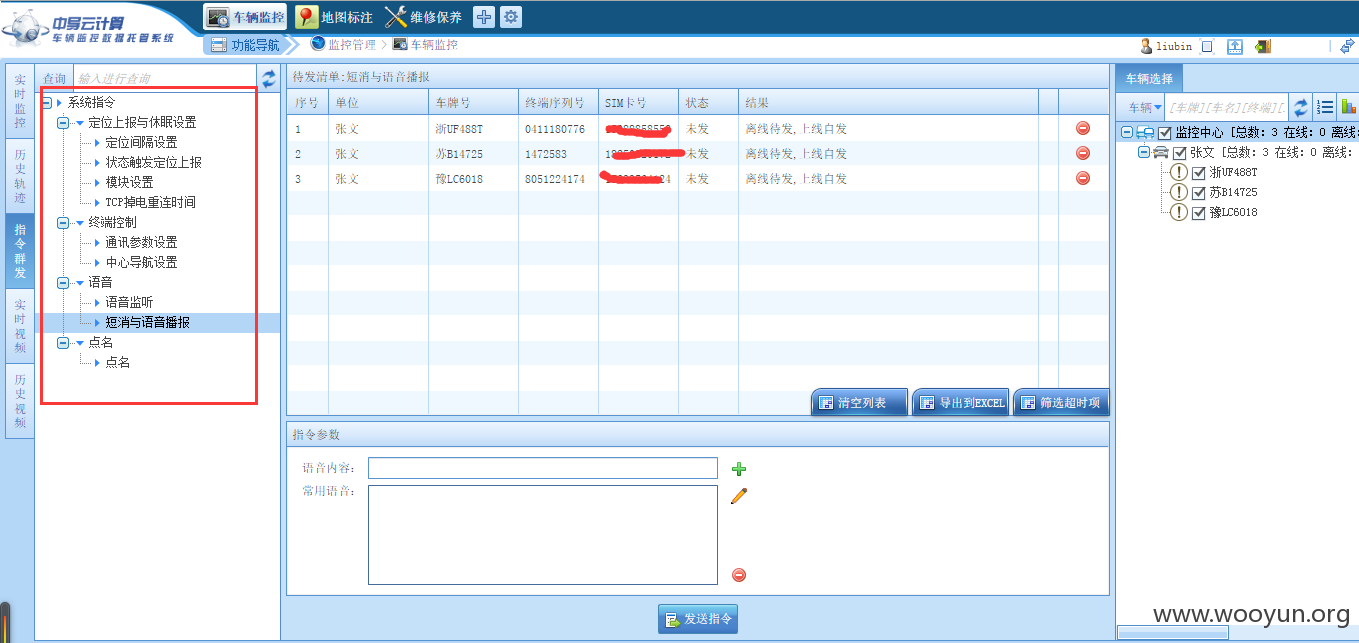 中导云计算
车辆监控数据托管系统
车辆监控 地图标注 维修保养
功能导航 监控管理 车辆监控
liubin
实时监控
历史轨迹
指令群发
实时视频
历史视频
查询 输入进行查询
系统指令
定位上报与休眠设置
定位间隔设置
状态触发定位上报
模块设置
TCP掉电重连时间
终端控制
通讯参数设置
中心导航设置
语音
语音监听
短消与语音播报
点名
点名
待发清单:短消与语音播报
序号 单位 车牌号 终端序列号 SIM卡号 状态 结果
1 张文 浙UF488T 0411180776 未发 离线待发,上线自发
2 张文 苏B14725 1472583 未发 离线待发,上线自发
3 张文 豫LC6018 8051224174 未发 离线待发,上线自发
清空列表 导出到EXCEL 筛选超时项
指令参数
语音内容:
常用语音:
发送指令
车辆选择
车辆 [车牌][车名][终端][.
监控中心 [总数: 3 在线: 0 离线:
张文 [总数: 3 在线: 0 离线:
浙UF488T
苏B14725
豫LC6018
www.wooyun.org